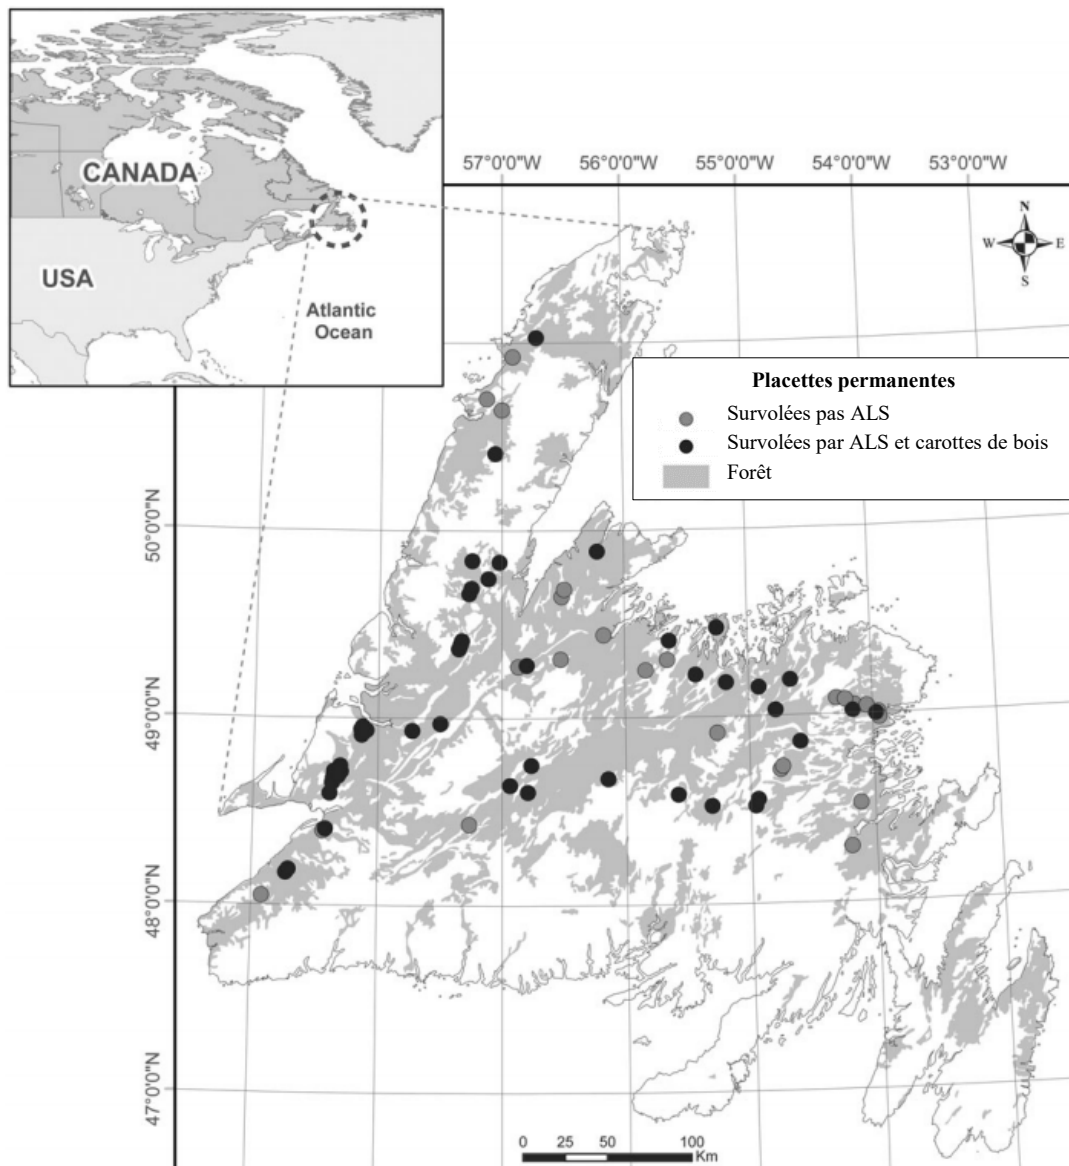 CANADA
USA
Atlantic
Ocean
57°0'0"W 56°0'0"W 55°0'0"W 54°0'0"W 53°0'0"W
N
W E
S
Placettes permanentes
Survolées pas ALS
Survolées par ALS et carottes de bois
Forêt
50°0'0"N
49°0'0"N
48°0'0"N
47°0'0"N
0 25 50 100
Km